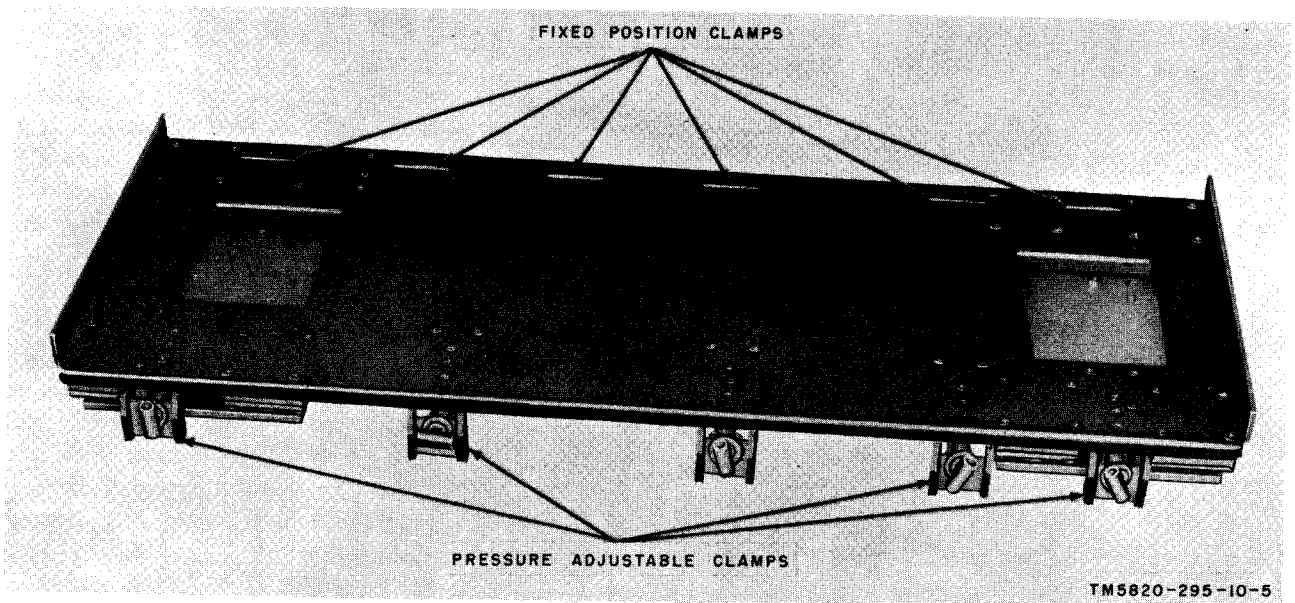 FIXED POSITION CLAMPS
PRESSURE ADJUSTABLE CLAMPS
TM5820-295-10-5